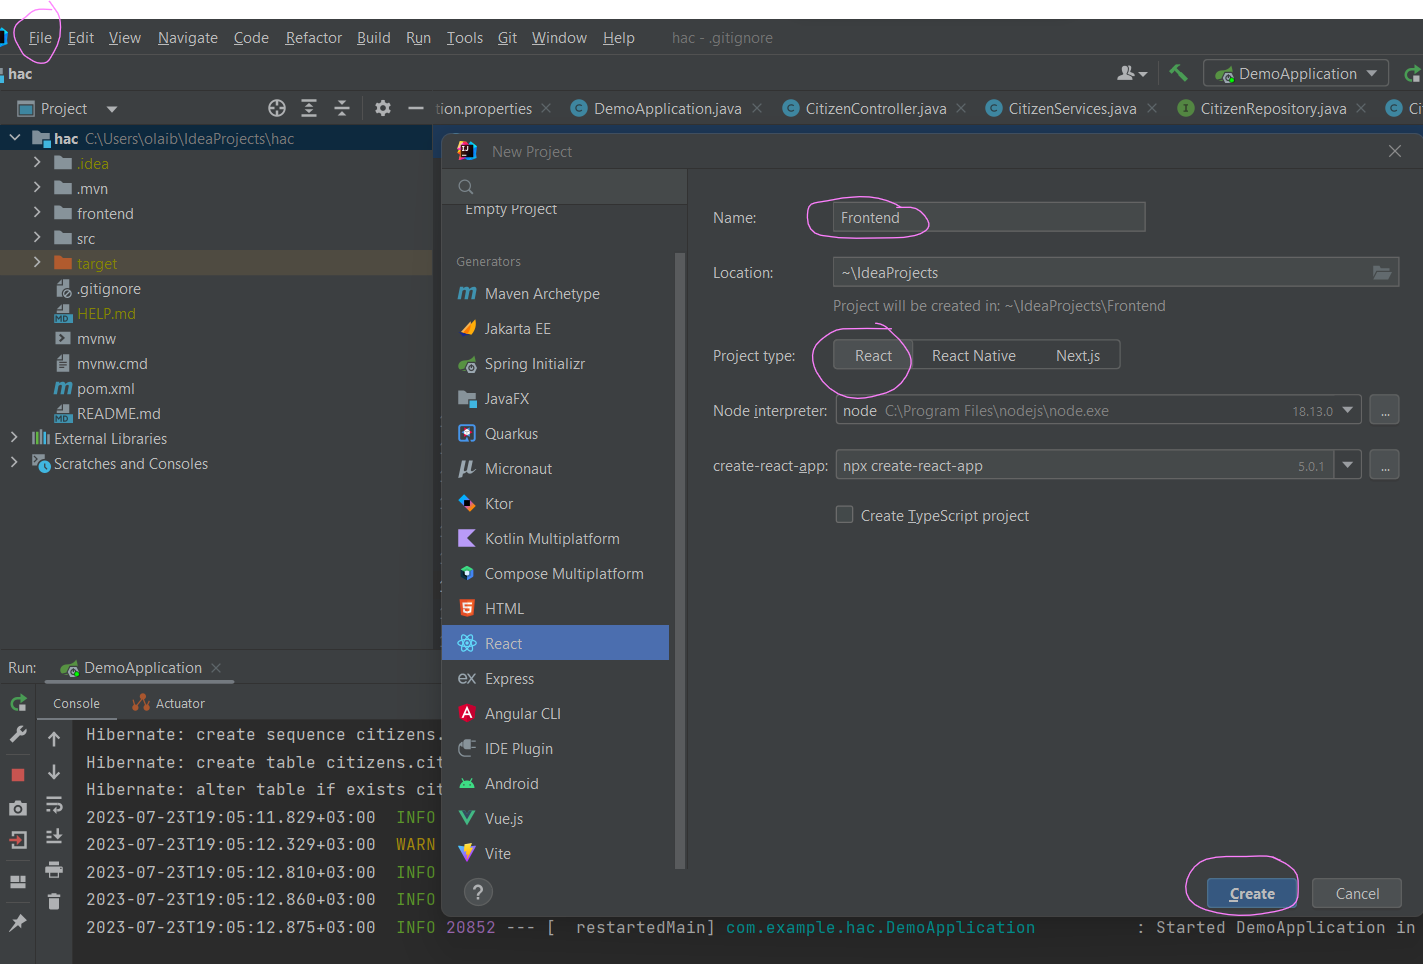 File Edit View Navigate Code Refactor Build Run Tools Git Window Help hac - .gitignore
hac DemoApplication
Project tion.properties DemoApplication.java CitizenController.java CitizenServices.java CitizenRepository.java Ci
hac C:\Users\olaib\IdeaProjects\hac
.idea
.mvn
frontend
src
target
.gitignore
HELP.md
mvnw
mvnw.cmd
pom.xml
README.md
External Libraries
Scratches and Consoles
New Project
Empty Project
Generators
Maven Archetype
Jakarta EE
Spring Initializr
JavaFX
Quarkus
Micronaut
Ktor
Kotlin Multiplatform
Compose Multiplatform
HTML
React
Express
Angular CLI
IDE Plugin
Android
Vue.js
Vite
Name: Frontend
Location: ~\IdeaProjects
Project will be created in: ~\IdeaProjects\Frontend
Project type: React React Native Next.js
Node interpreter: node C:\Program Files\nodejs\node.exe 18.13.0 ...
create-react-app: npx create-react-app 5.0.1 ...
Create TypeScript project
? Create Cancel
Run: DemoApplication
Console Actuator
Hibernate: create sequence citizens.
Hibernate: create table citizens.cit
Hibernate: alter table if exists cit
2023-07-23T19:05:11.829+03:00 INFO
2023-07-23T19:05:12.329+03:00 WARN
2023-07-23T19:05:12.810+03:00 INFO
2023-07-23T19:05:12.860+03:00 INFO
2023-07-23T19:05:12.875+03:00 INFO 20852 --- [ restartedMain] com.example.hac.DemoApplication : Started DemoApplication in